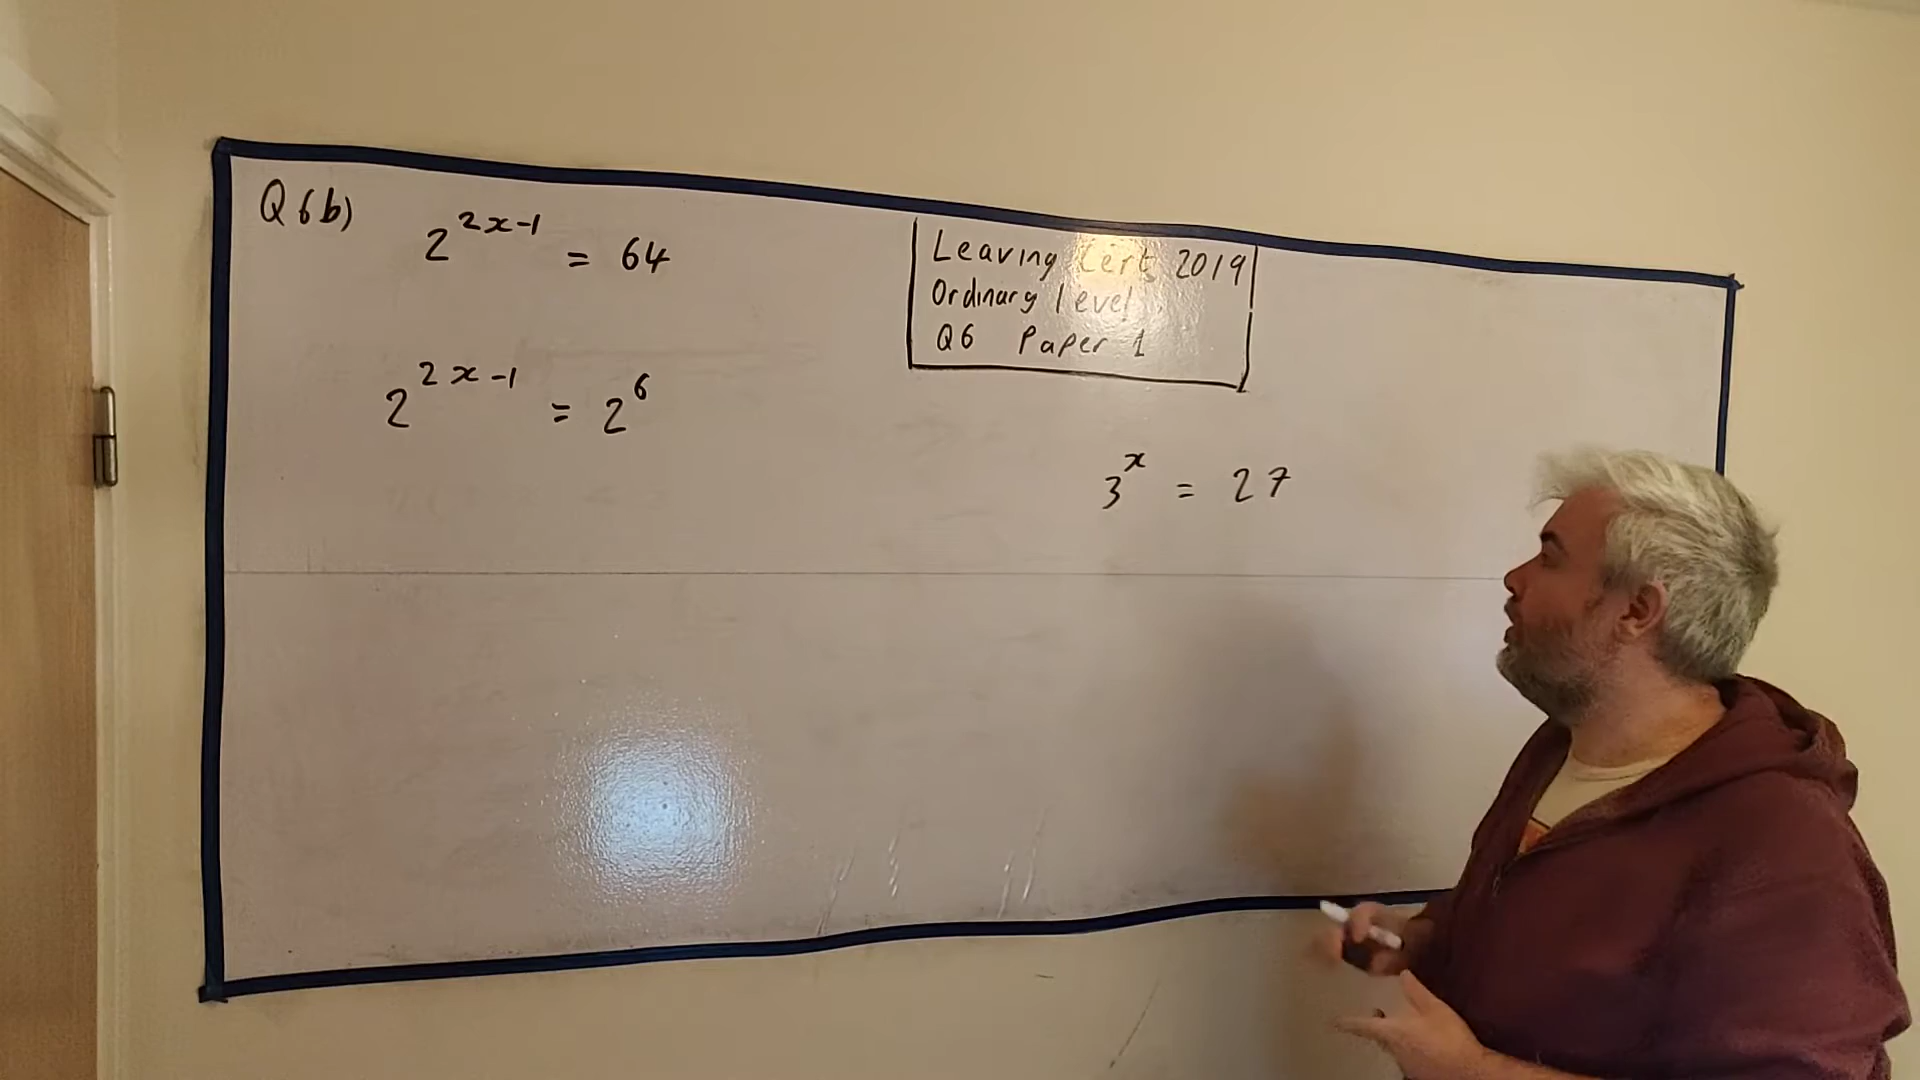 Q6b) 2^{2x-1} = 64
Leaving Cert 2019
Ordinary level
Q6 Paper 1
2^{2x-1} = 2^6
3^x = 27